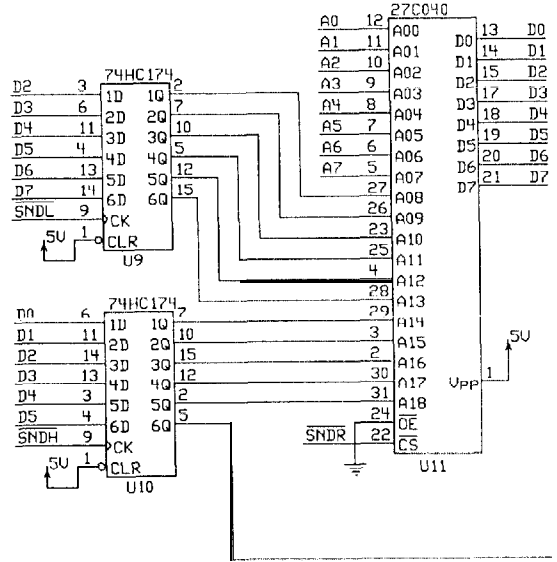 27C040
A0 12 A00 D0 13 D0
A1 11 A01 D1 14 D1
A2 10 A02 D2 15 D2
A3 9 A03 D3 17 D3
A4 8 A04 D4 18 D4
A5 7 A05 D5 19 D5
A6 6 A06 D6 20 D6
A7 5 A07 D7 21 D7
27 A08
26 A09
23 A10
25 A11
4 A12
28 A13
29 A14
3 A15
2 A16
30 A17 VPP 1 5V
31 A18
24 OE
SNDR 22 CS
U11
74HC174
D2 3 1D 1Q 2
D3 6 2D 2Q 7
D4 11 3D 3Q 10
D5 4 4D 4Q 5
D6 13 5D 5Q 12
D7 14 6D 6Q 15
SNDL 9 CK
5V 1 CLR
U9
74HC174
D0 6 1D 1Q 7
D1 11 2D 2Q 10
D2 14 3D 3Q 15
D3 13 4D 4Q 12
D4 3 5D 5Q 2
D5 4 6D 6Q 5
SNDH 9 CK
5V 1 CLR
U10